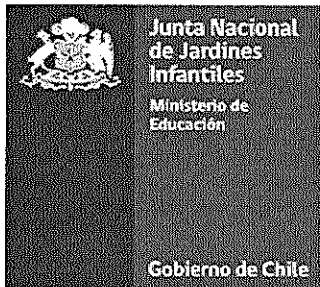 Junta Nacional
de Jardines
Infantiles
Ministerio de
Educación
Gobierno de Chile